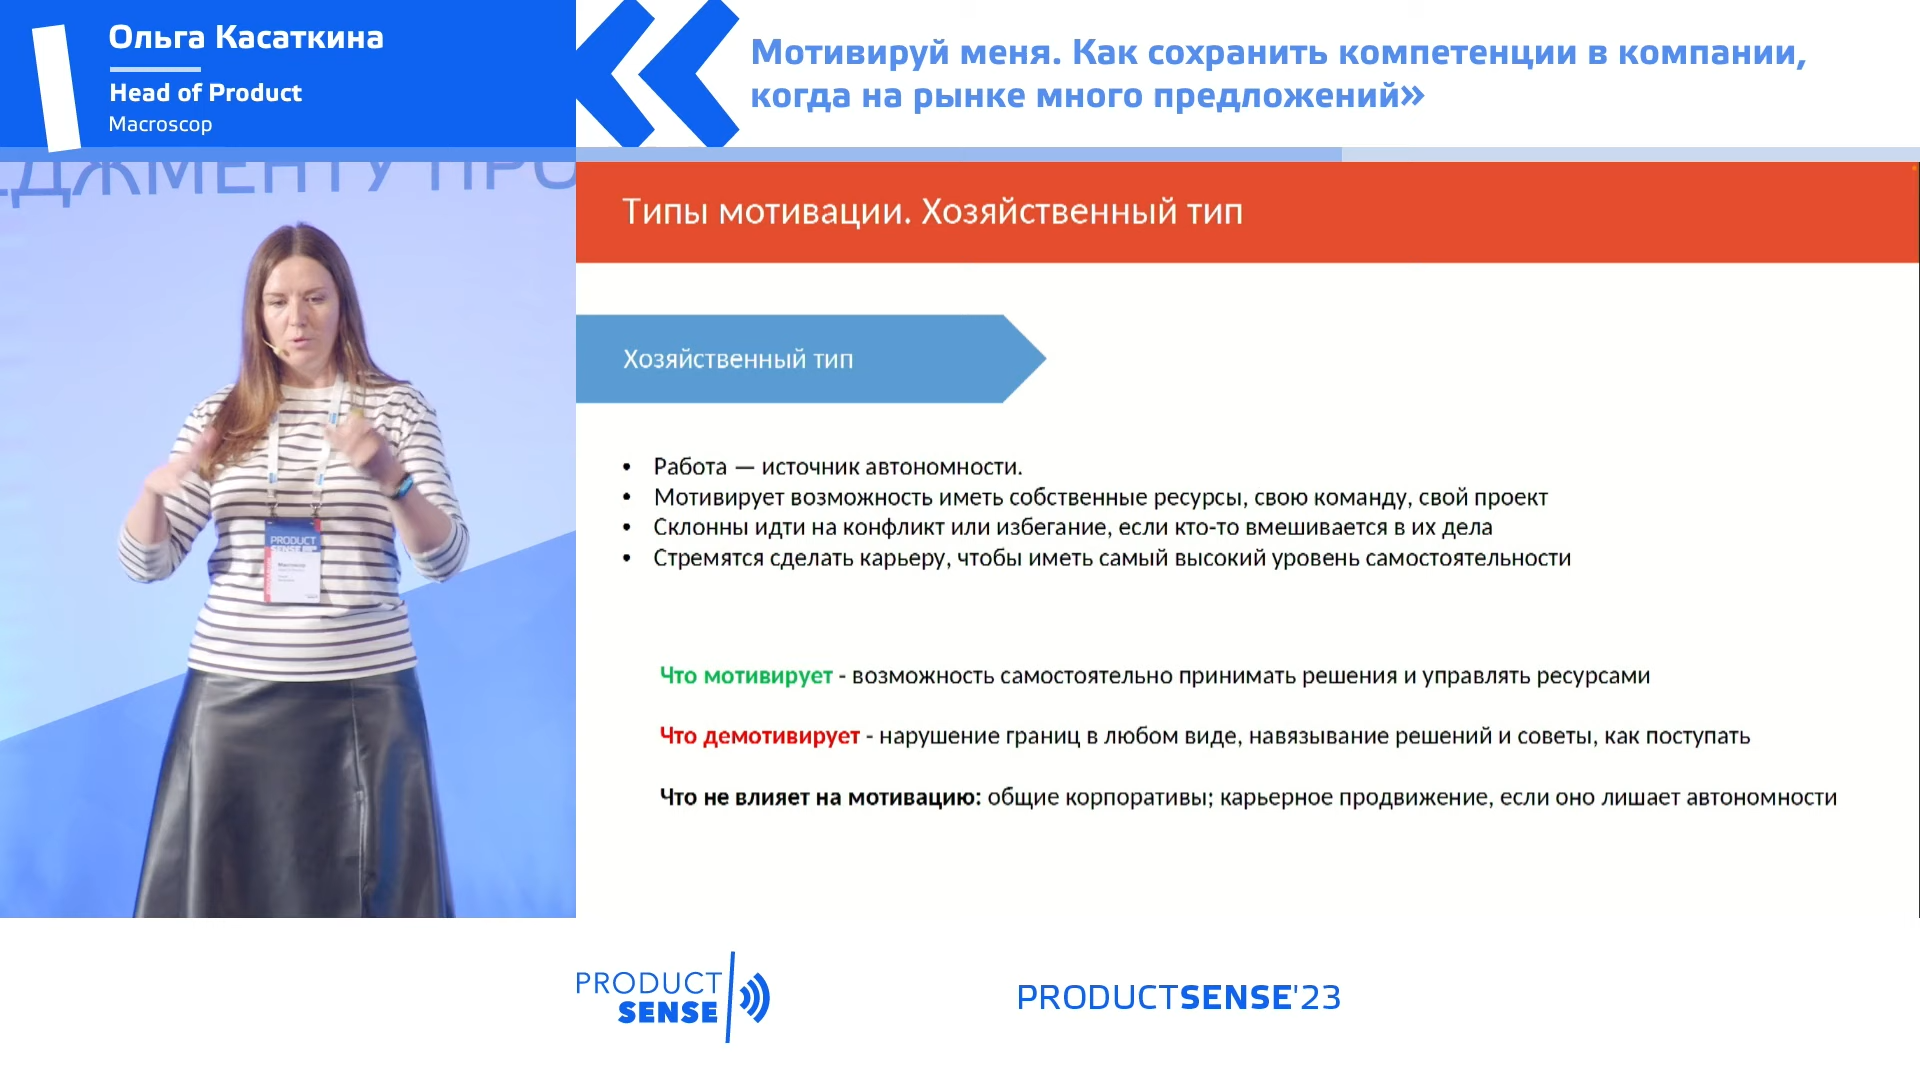 Ольга Касаткина
Head of Product
Macroscop
Мотивируй меня. Как сохранить компетенции в компании,
когда на рынке много предложений»
ДЖМЕНТУ ПРО
Типы мотивации. Хозяйственный тип
Хозяйственный тип
• Работа — источник автономности.
• Мотивирует возможность иметь собственные ресурсы, свою команду, свой проект
• Склонны идти на конфликт или избегание, если кто-то вмешивается в их дела
• Стремятся сделать карьеру, чтобы иметь самый высокий уровень самостоятельности
Что мотивирует - возможность самостоятельно принимать решения и управлять ресурсами
Что демотивирует - нарушение границ в любом виде, навязывание решений и советы, как поступать
Что не влияет на мотивацию: общие корпоративы; карьерное продвижение, если оно лишает автономности
PRODUCT
SENSE
PRODUCT
SENSE
PRODUCTSENSE'23